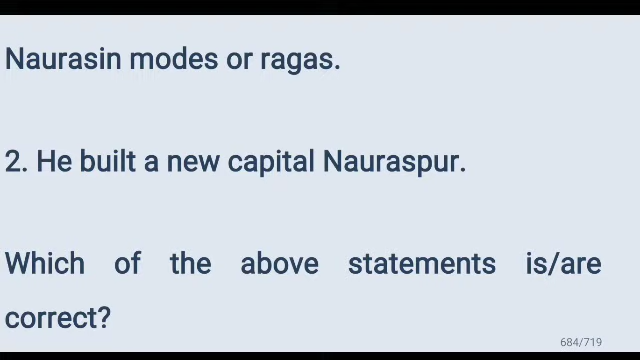 Naurasin modes or ragas.
2. He built a new capital Nauraspur.
Which of the above statements is/are
correct?
684/719